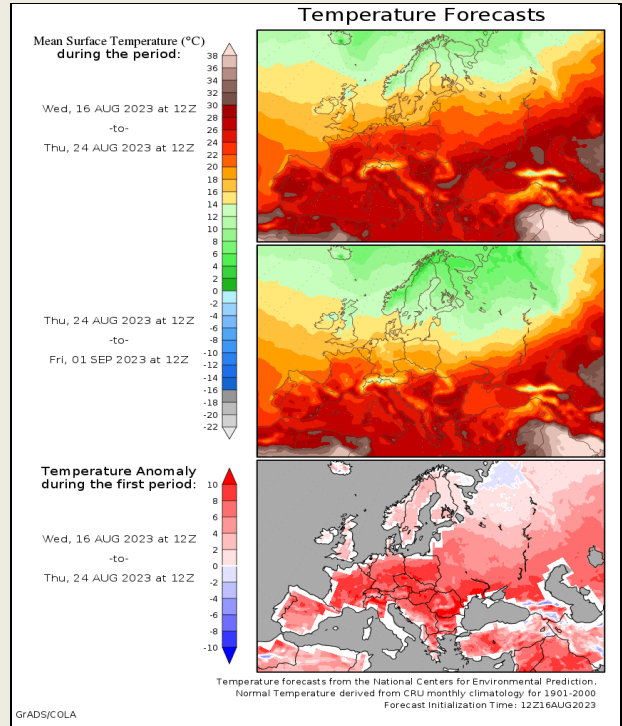 Temperature Forecasts
Mean Surface Temperature (°C)
during the period:
38
36
34
32
30
28
26
24
22
20
18
16
14
12
10
8
6
4
2
0
-2
-4
-6
-8
-10
-12
-14
-16
-18
-20
-22
Wed, 16 AUG 2023 at 12Z
-to-
Thu, 24 AUG 2023 at 12Z
Thu, 24 AUG 2023 at 12Z
-to-
Fri, 01 SEP 2023 at 12Z
Temperature Anomaly
during the first period:
10
8
6
4
2
0
-2
-4
-6
-8
-10
Wed, 16 AUG 2023 at 12Z
-to-
Thu, 24 AUG 2023 at 12Z
Temperature forecasts from the National Centers for Environmental Prediction.
Normal Temperature derived from CRU monthly climatology for 1901-2000
Forecast Initialization Time: 12Z16AUG2023
GrADS/COLA